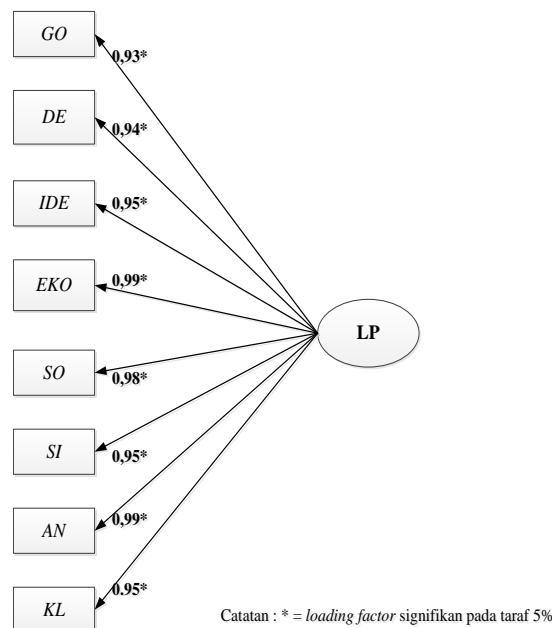 GO
0,93*
DE
0,94*
IDE
0,95*
EKO
0,99*
LP
SO
0,98*
SI
0,95*
AN
0,99*
KL
0,95*
Catatan : * = loading factor signifikan pada taraf 5%